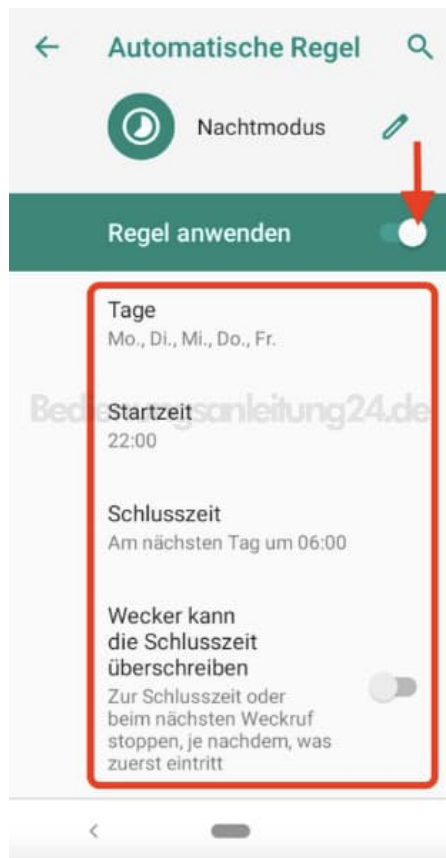 Automatische Regel
Nachtmodus
Regel anwenden
Tage
Mo., Di., Mi., Do., Fr.
Bedienungsanleitung24.de
Startzeit
22:00
Schlusszeit
Am nächsten Tag um 06:00
Wecker kann
die Schlusszeit
überschreiben
Zur Schlusszeit oder
beim nächsten Weckruf
stoppen, je nachdem, was
zuerst eintritt